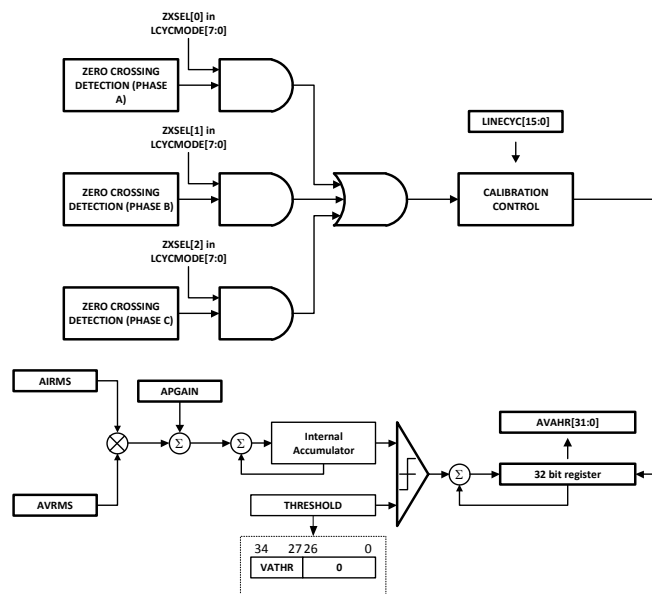 ZXSEL[0] in
LCYCMODE[7:0]
ZERO CROSSING
DETECTION (PHASE
A)
ZXSEL[1] in
LCYCMODE[7:0]
ZERO CROSSING
DETECTION (PHASE B)
ZXSEL[2] in
LCYCMODE[7:0]
ZERO CROSSING
DETECTION (PHASE C)
LINECYC[15:0]
CALIBRATION
CONTROL
AIRMS
APGAIN
AVAHR[31:0]
Σ
Σ
Internal
Accumulator
Σ
32 bit register
AVRMS
THRESHOLD
34 27 26 0
VATHR 0